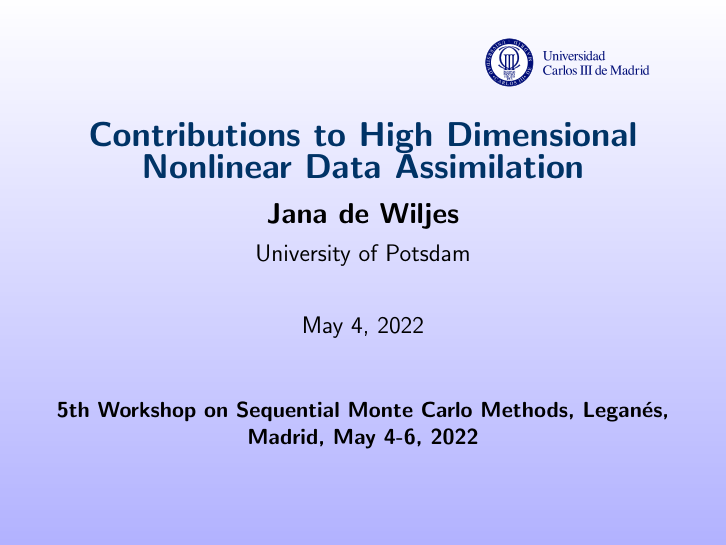 Universidad
Carlos III de Madrid
Contributions to High Dimensional
Nonlinear Data Assimilation
Jana de Wiljes
University of Potsdam
May 4, 2022
5th Workshop on Sequential Monte Carlo Methods, Leganés,
Madrid, May 4-6, 2022